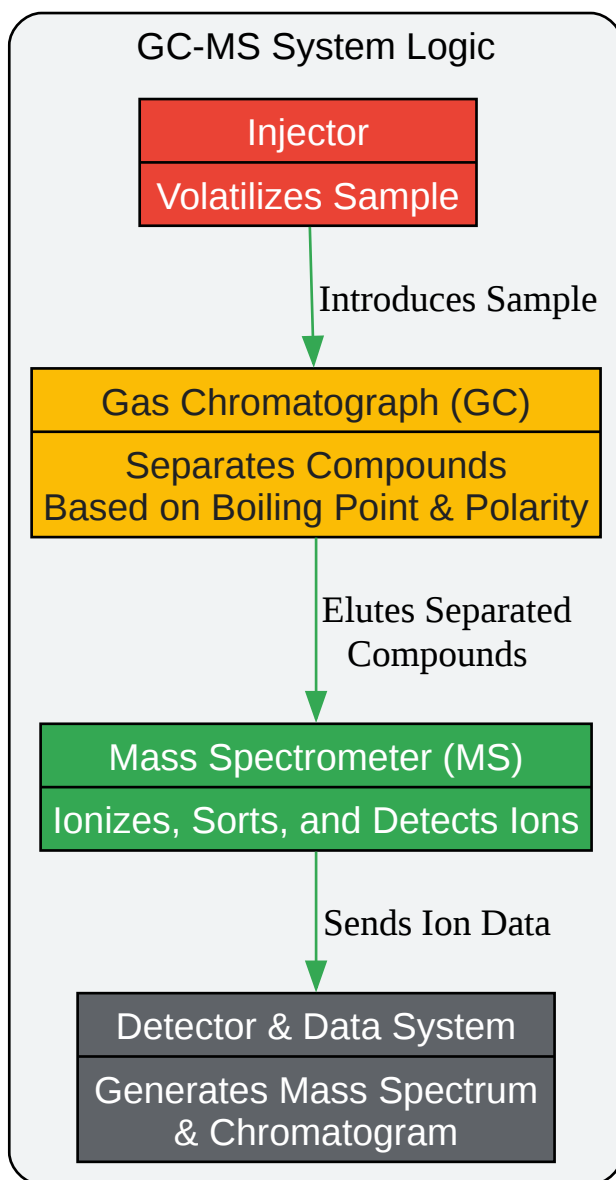 GC-MS System Logic
Injector
Volatilizes Sample
Introduces Sample
Gas Chromatograph (GC)
Separates Compounds
Based on Boiling Point & Polarity
Elutes Separated
Compounds
Mass Spectrometer (MS)
Ionizes, Sorts, and Detects Ions
Sends Ion Data
Detector & Data System
Generates Mass Spectrum
& Chromatogram